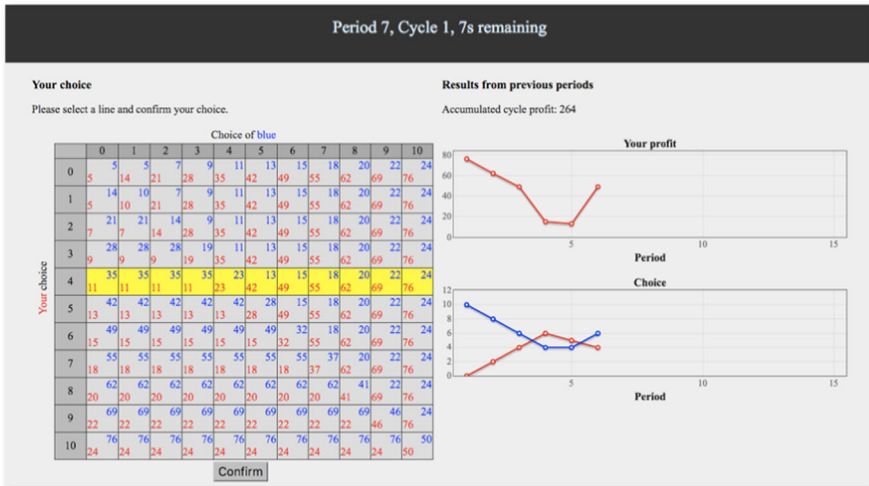 Period 7, Cycle 1, 7s remaining
Your choice
Please select a line and confirm your choice.
Choice of blue
0 1 2 3 4 5 6 7 8 9 10
0
5 5 7 9 11 13 15 18 20 22 24
5 14 21 28 35 42 49 55 62 69 76
1
14 10 7 9 11 13 15 18 20 22 24
5 10 21 28 35 42 49 55 62 69 76
2
21 21 14 9 11 13 15 18 20 22 24
7 7 14 28 35 42 49 55 62 69 76
3
28 28 28 19 11 13 15 18 20 22 24
9 9 9 19 35 42 49 55 62 69 76
4
35 35 35 35 23 13 15 18 20 22 24
11 11 11 11 23 42 49 55 62 69 76
5
42 42 42 42 42 28 15 18 20 22 24
13 13 13 13 13 28 49 55 62 69 76
6
49 49 49 49 49 49 32 18 20 22 24
15 15 15 15 15 15 32 55 62 69 76
7
55 55 55 55 55 55 55 37 20 22 24
18 18 18 18 18 18 18 37 62 69 76
8
62 62 62 62 62 62 62 62 41 22 24
20 20 20 20 20 20 20 20 41 69 76
9
69 69 69 69 69 69 69 69 69 46 24
22 22 22 22 22 22 22 22 22 46 76
10
76 76 76 76 76 76 76 76 76 76 50
24 24 24 24 24 24 24 24 24 24 50
Your choice
Confirm
Results from previous periods
Accumulated cycle profit: 264
Your profit
80
60
40
20
0
5 10 15
Period
Choice
12
10
8
6
4
2
0
5 10 15
Period